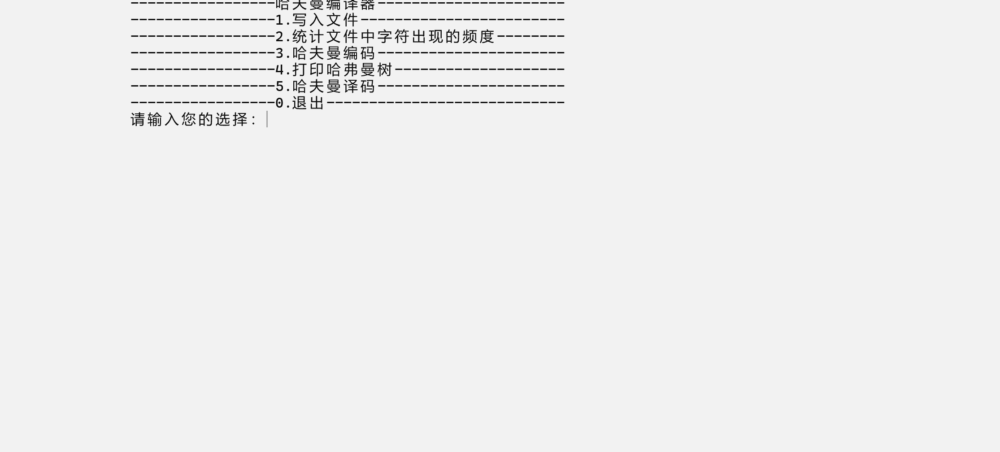 -----------------哈夫曼编译器----------------------
-----------------1.写入文件------------------------
-----------------2.统计文件中字符出现的频度--------
-----------------3.哈夫曼编码----------------------
-----------------4.打印哈弗曼树--------------------
-----------------5.哈夫曼译码----------------------
-----------------0.退出----------------------------
请输入您的选择：